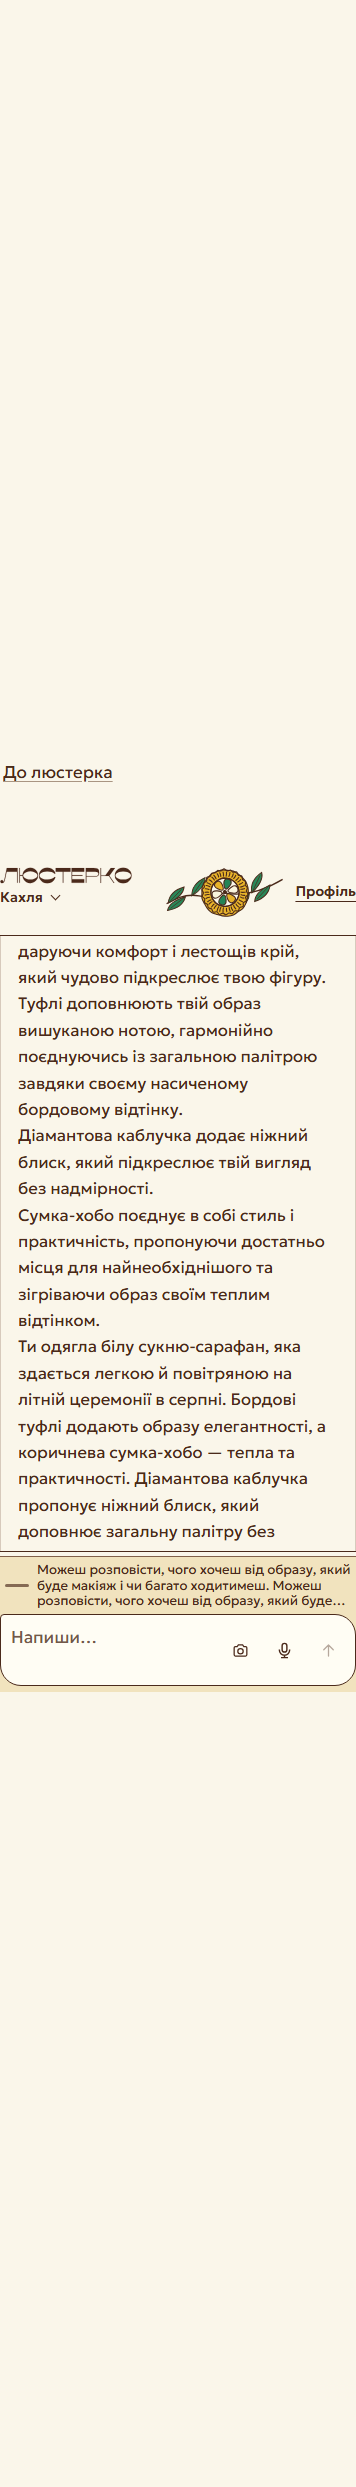 До люстерка
ЛЮСТЕРКО
Кахля
Профіль
даруючи комфорт і лестощів крій,
який чудово підкреслює твою фігуру.
Туфлі доповнюють твій образ
вишуканою нотою, гармонійно
поєднуючись із загальною палітрою
завдяки своєму насиченому
бордовому відтінку.
Діамантова каблучка додає ніжний
блиск, який підкреслює твій вигляд
без надмірності.
Сумка-хобо поєднує в собі стиль і
практичність, пропонуючи достатньо
місця для найнеобхіднішого та
зігріваючи образ своїм теплим
відтінком.
Ти одягла білу сукню-сарафан, яка
здається легкою й повітряною на
літній церемонії в серпні. Бордові
туфлі додають образу елегантності, а
коричнева сумка-хобо — тепла та
практичності. Діамантова каблучка
пропонує ніжний блиск, який
доповнює загальну палітру без
Можеш розповісти, чого хочеш від образу, який
буде макіяж і чи багато ходитимеш. Можеш
розповісти, чого хочеш від образу, який буде…
Напиши…